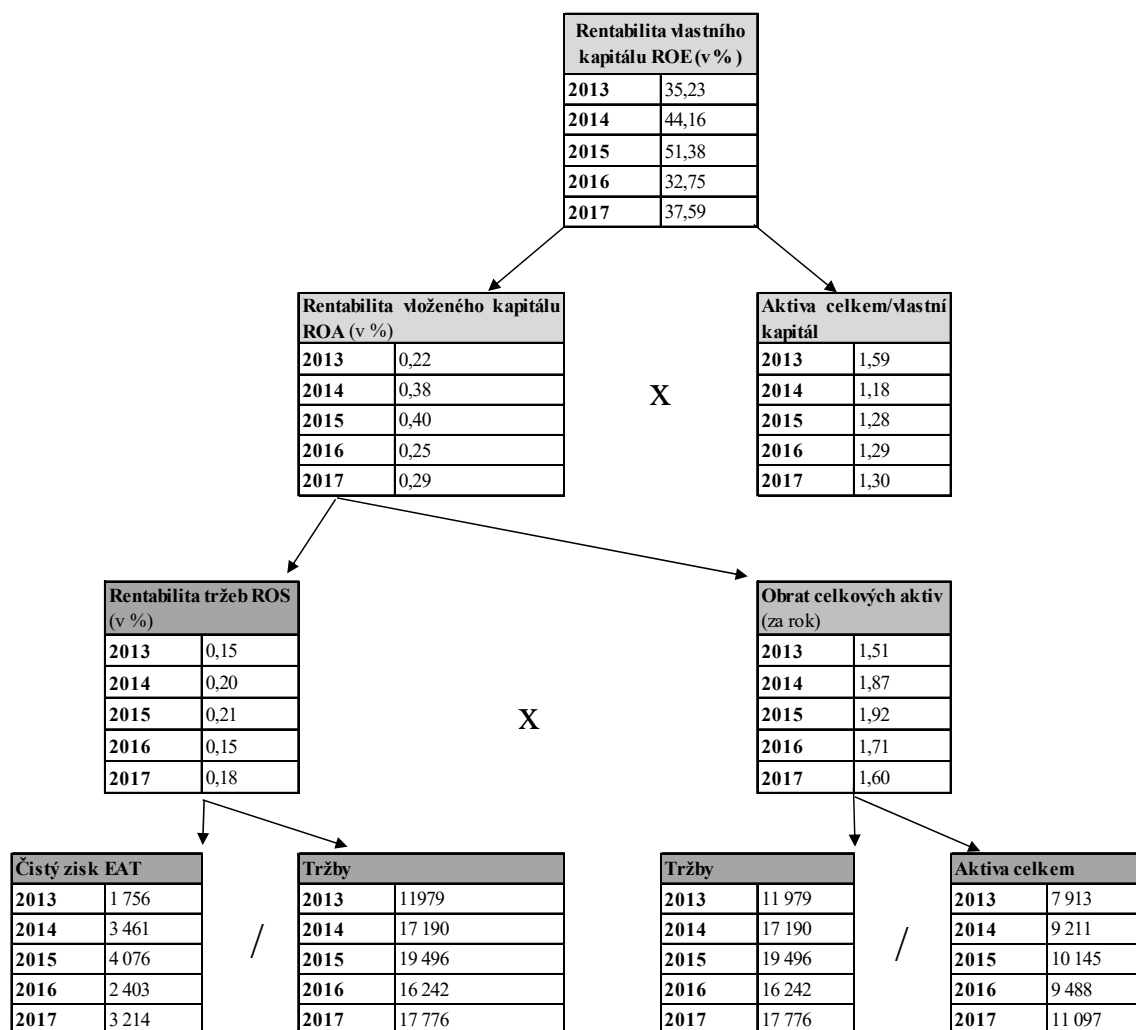 Rentabilita vlastního
kapitálu ROE (v % )
2013 35,23
2014 44,16
2015 51,38
2016 32,75
2017 37,59
Rentabilita vloženého kapitálu
ROA (v %)
2013 0,22
2014 0,38
2015 0,40
2016 0,25
2017 0,29
X
Aktiva celkem/vlastní
kapitál
2013 1,59
2014 1,18
2015 1,28
2016 1,29
2017 1,30
Rentabilita tržeb ROS
(v %)
2013 0,15
2014 0,20
2015 0,21
2016 0,15
2017 0,18
X
Obrat celkových aktiv
(za rok)
2013 1,51
2014 1,87
2015 1,92
2016 1,71
2017 1,60
Čistý zisk EAT
2013 1 756
2014 3 461
2015 4 076
2016 2 403
2017 3 214
/
Tržby
2013 11979
2014 17 190
2015 19 496
2016 16 242
2017 17 776
Tržby
2013 11 979
2014 17 190
2015 19 496
2016 16 242
2017 17 776
/
Aktiva celkem
2013 7 913
2014 9 211
2015 10 145
2016 9 488
2017 11 097